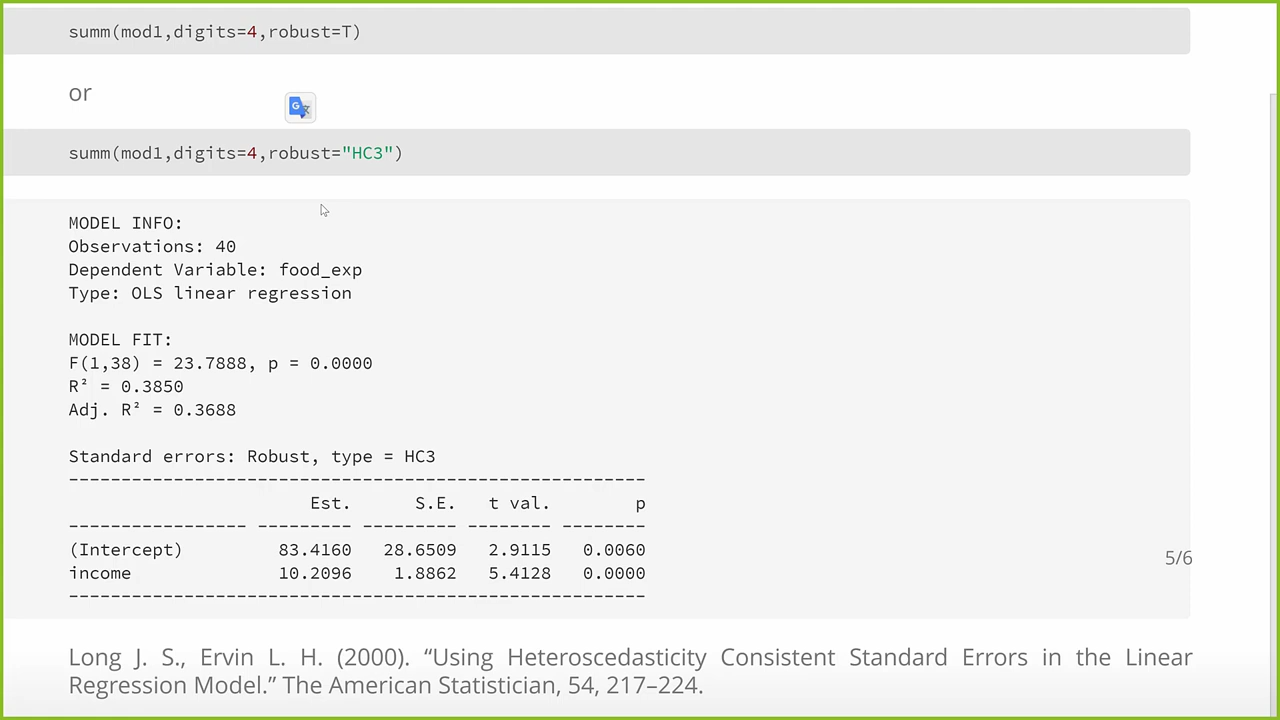 summ(mod1,digits=4,robust=T)
or
summ(mod1,digits=4,robust="HC3")
MODEL INFO:
Observations: 40
Dependent Variable: food_exp
Type: OLS linear regression
MODEL FIT:
F(1,38) = 23.7888, p = 0.0000
R² = 0.3850
Adj. R² = 0.3688
Standard errors: Robust, type = HC3
-------------------------------------------------------
Est. S.E. t val. p
----------------- --------- --------- -------- --------
(Intercept) 83.4160 28.6509 2.9115 0.0060
income 10.2096 1.8862 5.4128 0.0000
-------------------------------------------------------
5/6
Long J. S., Ervin L. H. (2000). “Using Heteroscedasticity Consistent Standard Errors in the Linear
Regression Model.” The American Statistician, 54, 217–224.